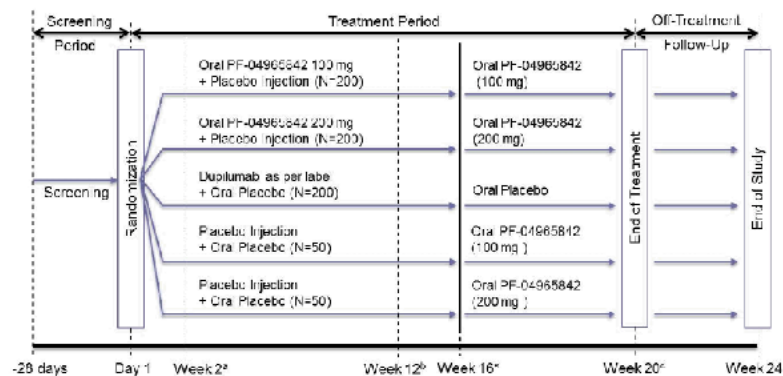 Screening
Period
Treatment Period
Off-Treatment
Follow-Up
Oral PF-04965842 100 mg
+ Placebo Injection (N=200)
Oral PF-04965842
(100 mg)
Oral PF-04965842 200 mg
+ Placebo Injection (N=200)
Oral PF-04965842
(200 mg)
Dupilumab as per label
+ Oral Placebo (N=200)
Oral Placebo
Placebo Injection
+ Oral Placebo (N=50)
Oral PF-04965842
(100 mg )
Placebo Injection
+ Oral Placebo (N=50)
Oral PF-04965842
(200 mg )
Screening
Randomization
End of Treatment
End of Study
-28 days
Day 1
Week 2ª
Week 12ᵇ
Week 16
Week 20
Week 24